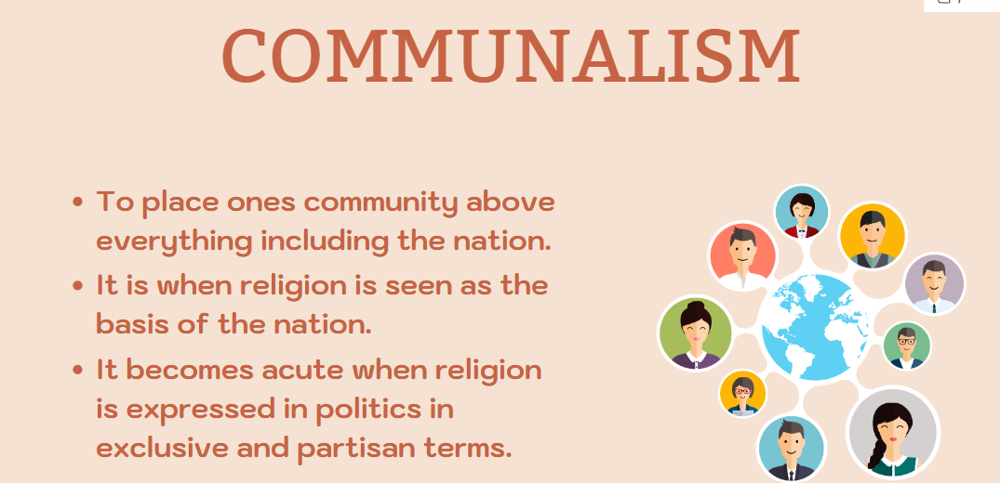 COMMUNALISM
• To place ones community above
everything including the nation.
• It is when religion is seen as the
basis of the nation.
• It becomes acute when religion
is expressed in politics in
exclusive and partisan terms.